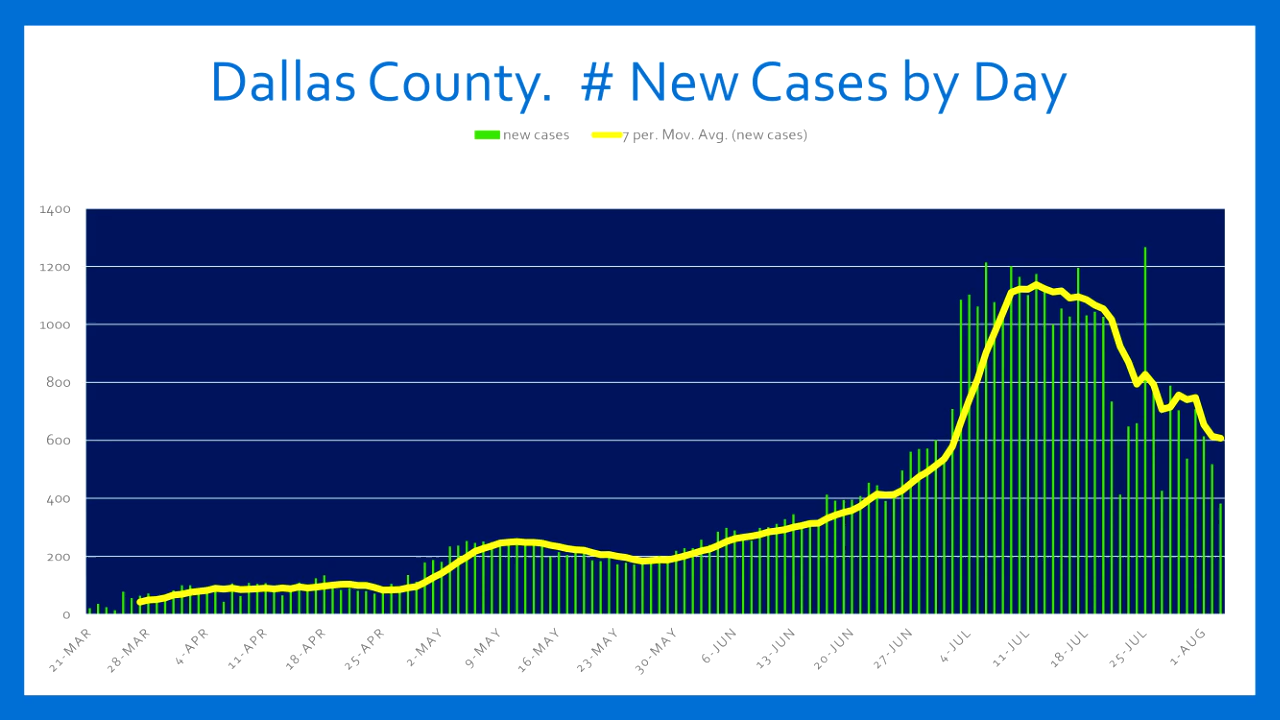 Dallas County.  # New Cases by Day
new cases
7 per. Mov. Avg. (new cases)
1400
1200
1000
800
600
400
200
0
21-MAR
28-MAR
4-APR
11-APR
18-APR
25-APR
2-MAY
9-MAY
16-MAY
23-MAY
30-MAY
6-JUN
13-JUN
20-JUN
27-JUN
4-JUL
11-JUL
18-JUL
25-JUL
1-AUG